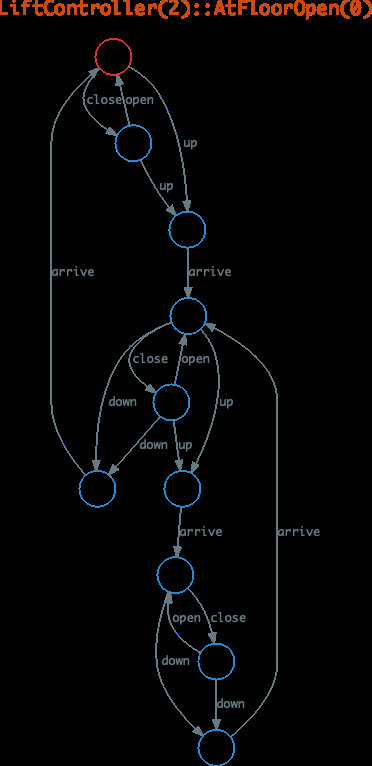 LiftController(2)::AtFloorOpen(0)
close open
up
up
arrive
arrive
close open
down up
down up
arrive arrive
open close
down
down